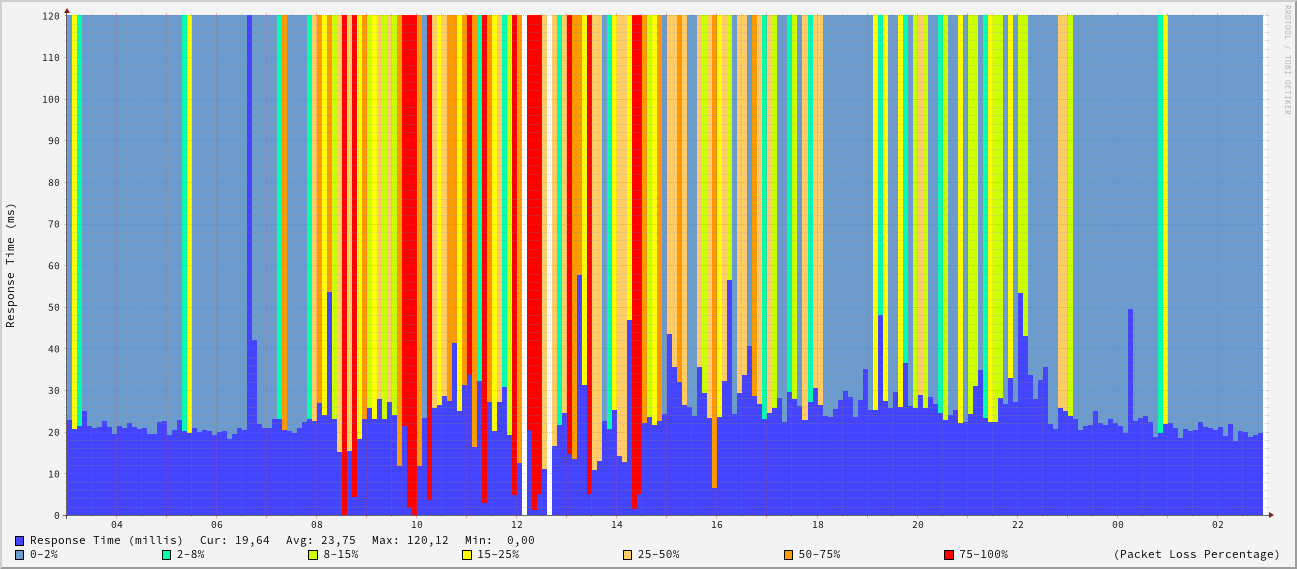 RRDTOOL / TOBI OETIKER
Response Time (ms)
120
110
100
90
80
70
60
50
40
30
20
10
0
04 06 08 10 12 14 16 18 20 22 00 02
Response Time (millis) Cur: 19,64 Avg: 23,75 Max: 120,12 Min: 0,00
0-2% 2-8% 8-15% 15-25% 25-50% 50-75% 75-100% (Packet Loss Percentage)